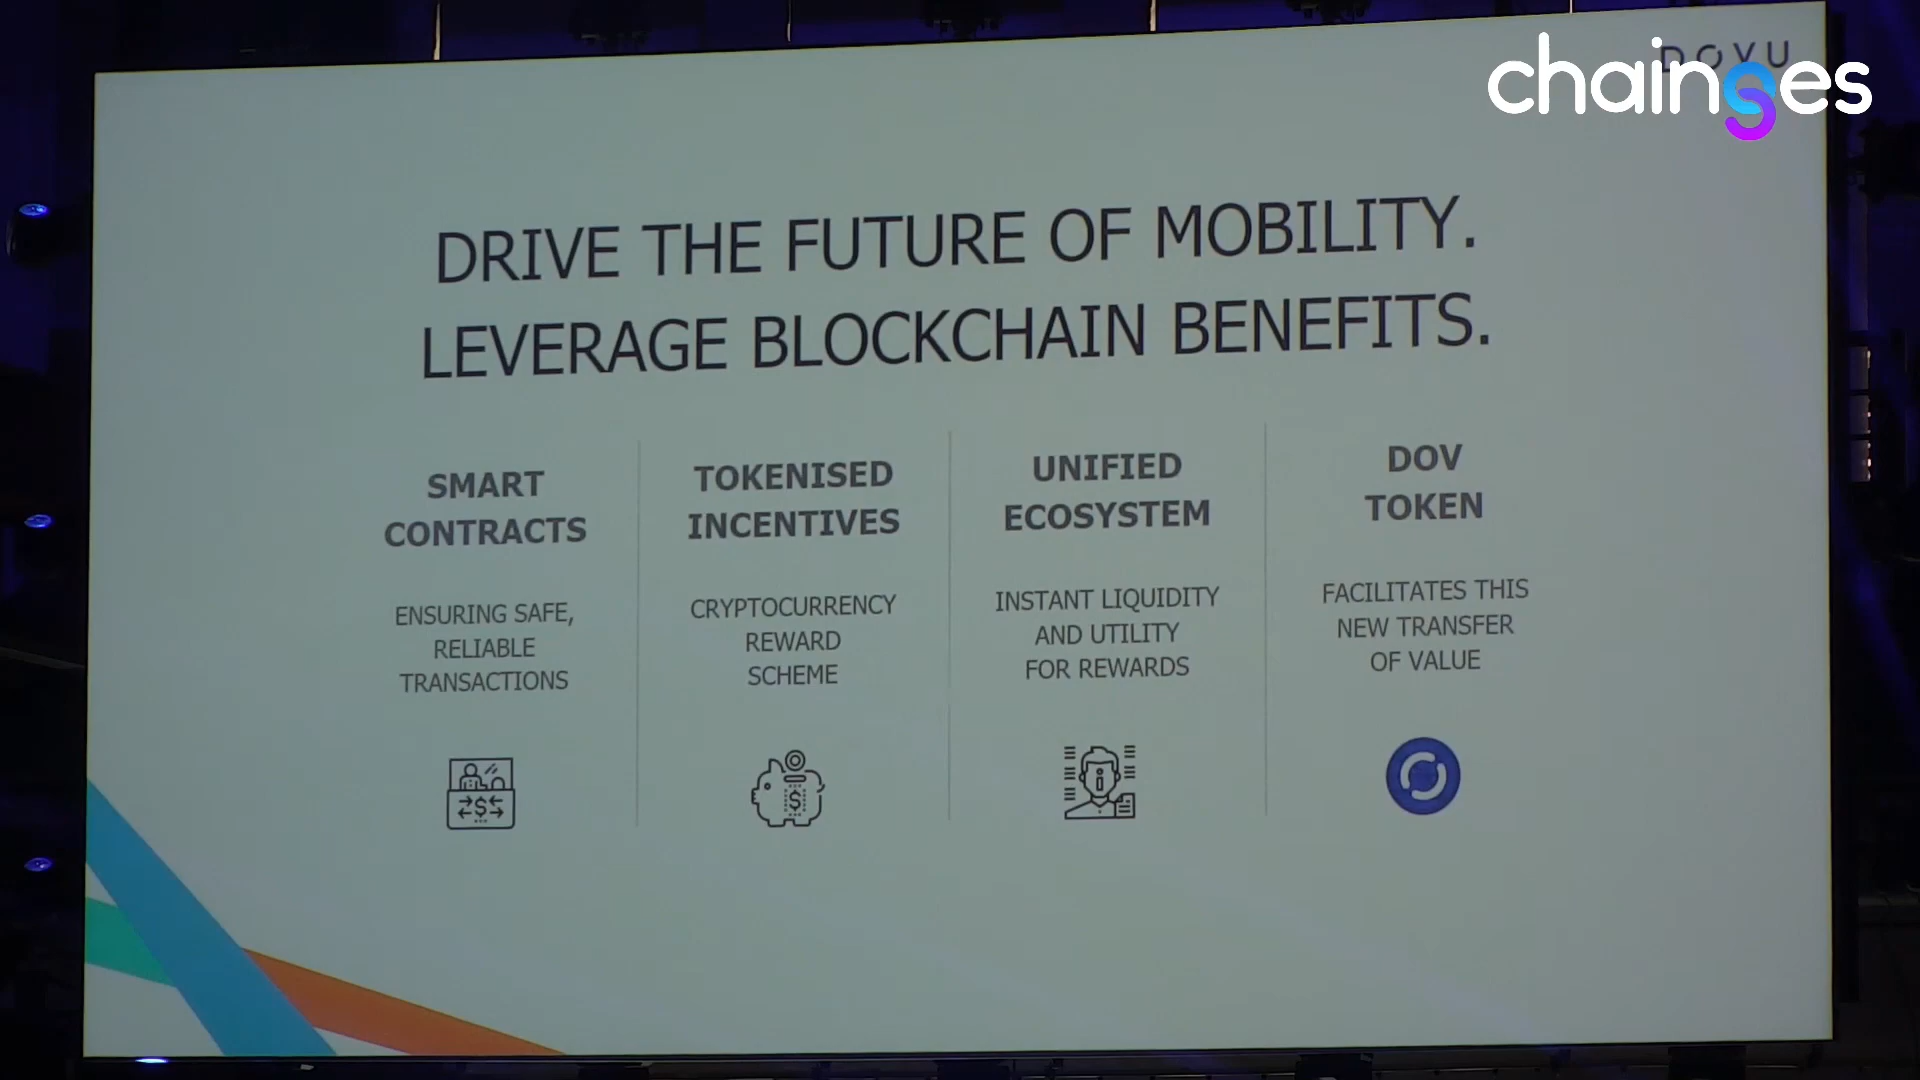 DOVU
chainges
DRIVE THE FUTURE OF MOBILITY.
LEVERAGE BLOCKCHAIN BENEFITS.
SMART
CONTRACTS
ENSURING SAFE,
RELIABLE
TRANSACTIONS
TOKENISED
INCENTIVES
CRYPTOCURRENCY
REWARD
SCHEME
UNIFIED
ECOSYSTEM
INSTANT LIQUIDITY
AND UTILITY
FOR REWARDS
DOV
TOKEN
FACILITATES THIS
NEW TRANSFER
OF VALUE